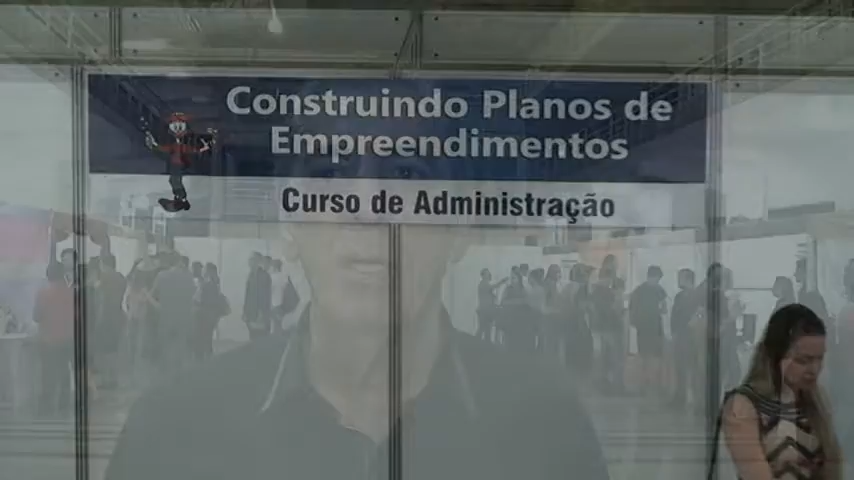 Construindo Planos de
Empreendimentos
Curso de Administração